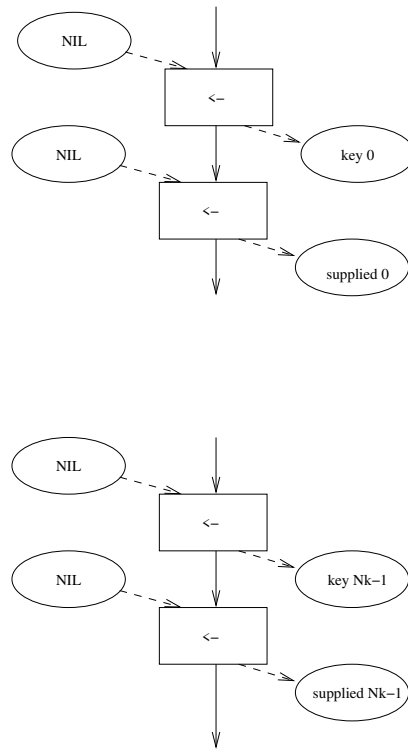 NIL
<-
NIL
key 0
<-
supplied 0
NIL
<-
NIL
key Nk-1
<-
supplied Nk-1